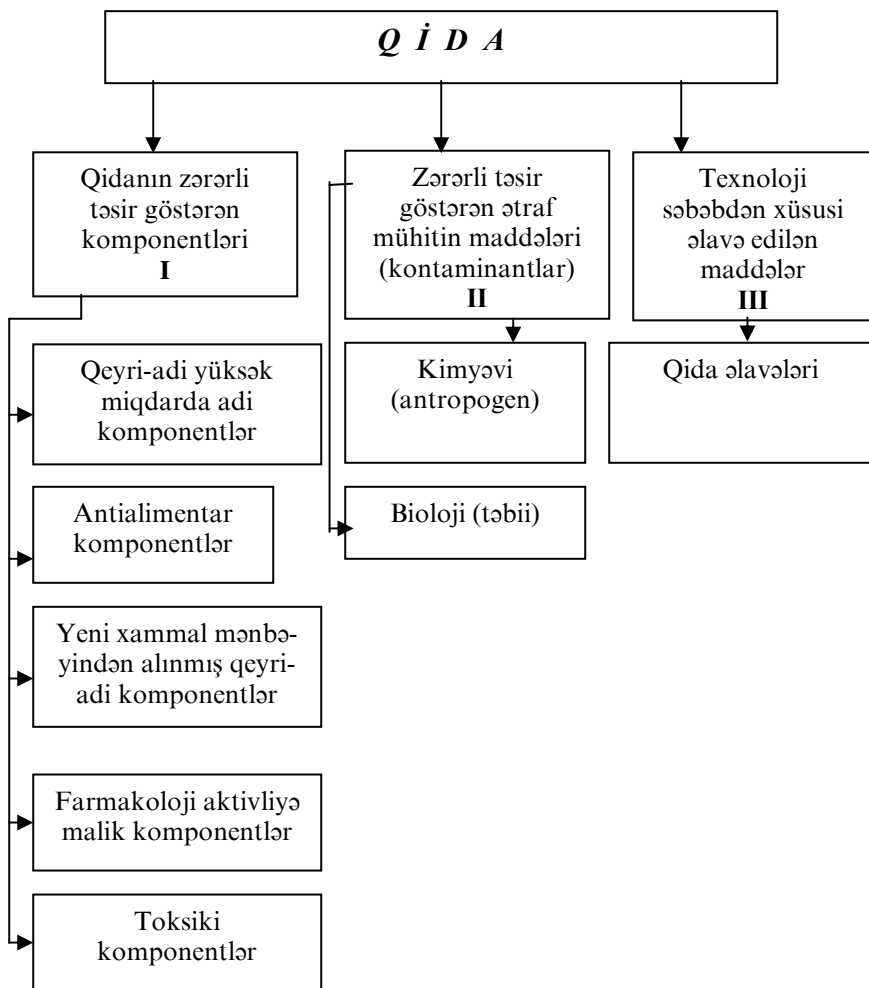 Q İ D A
Qidanın zərərli
təsir göstərən
komponentləri
I
Zərərli təsir
göstərən ətraf
mühitin maddələri
(kontaminantlar)
II
Texnoloji
səbəbdən xüsusi
əlavə edilən
maddələr
III
Qeyri-adi yüksək
miqdarda adi
komponentlər
Kimyəvi
(antropogen)
Qida əlavələri
Antialimentar
komponentlər
Bioloji (təbii)
Yeni xammal mənbə-
yindən alınmış qeyri-
adi komponentlər
Farmakoloji aktivliyə
malik komponentlər
Toksiki
komponentlər